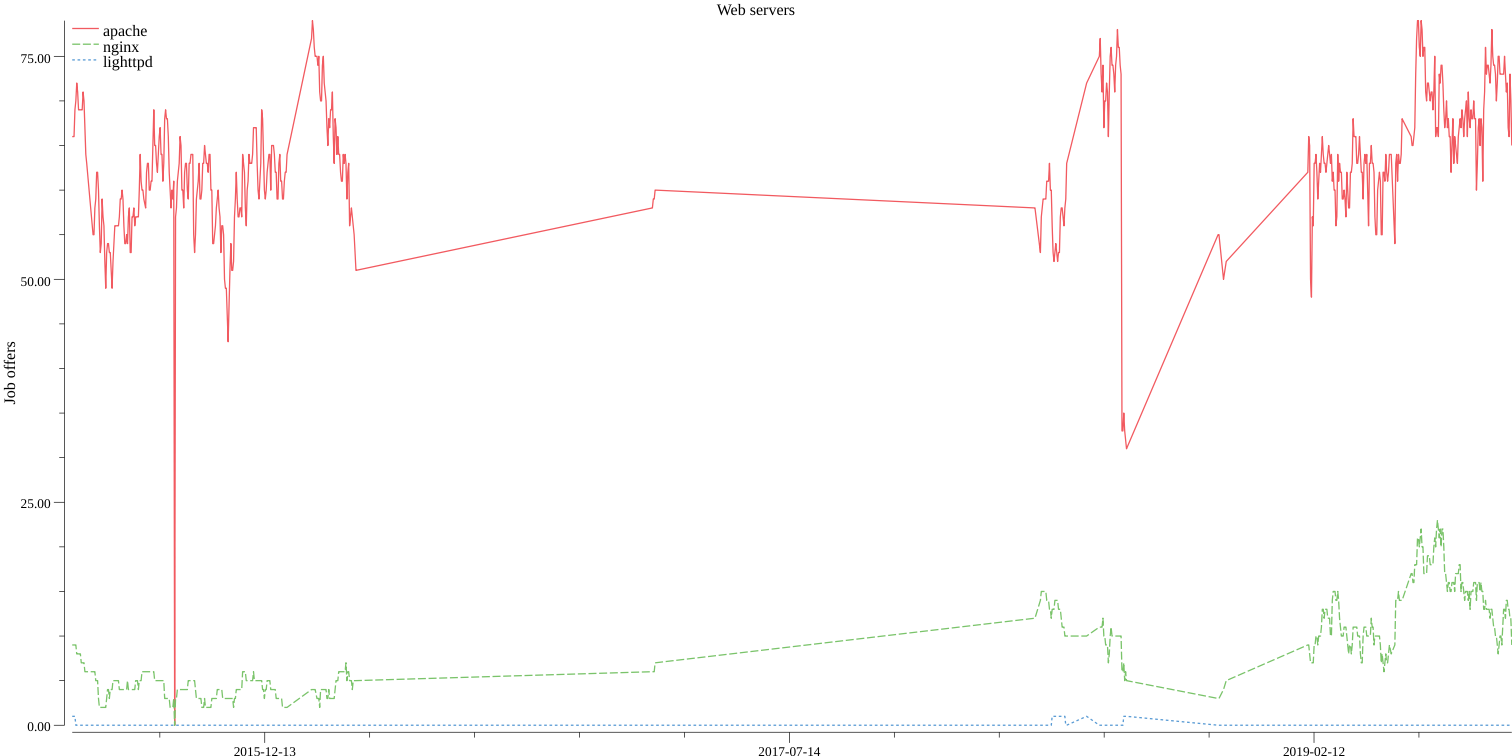 Web servers
apache
nginx
lighttpd
75.00
50.00
25.00
0.00
Job offers
2015-12-13
2017-07-14
2019-02-12